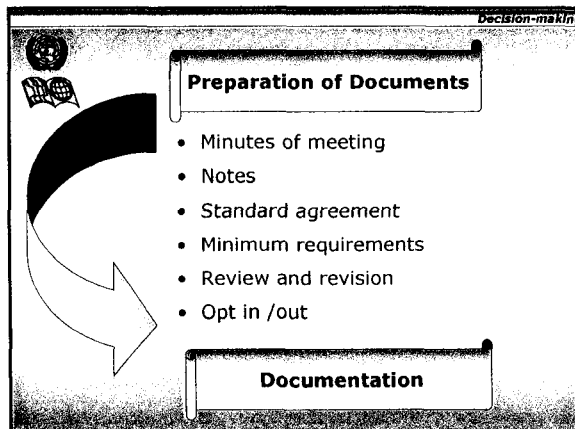 Decision-makin
Preparation of Documents
• Minutes of meeting
• Notes
• Standard agreement
• Minimum requirements
• Review and revision
• Opt in /out
Documentation